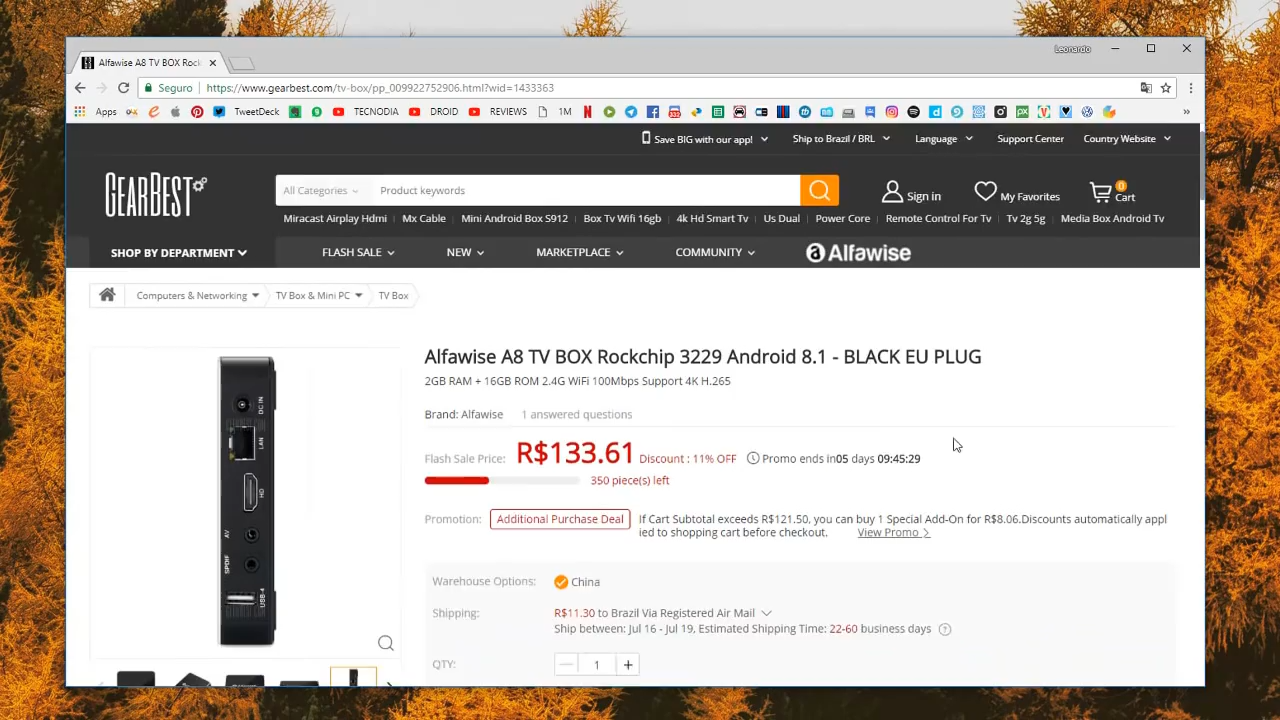 Leonardo
Alfawise A8 TV BOX Rock
Seguro https://www.gearbest.com/tv-box/pp_009922752906.html?wid=1433363
Apps TweetDeck TECNODIA DROID REVIEWS 1M
Save BIG with our app! Ship to Brazil / BRL Language Support Center Country Website
GEARBEST
All Categories Product keywords Sign in My Favorites 0 Cart
Miracast Airplay Hdmi Mx Cable Mini Android Box S912 Box Tv Wifi 16gb 4k Hd Smart Tv Us Dual Power Core Remote Control For Tv Tv 2g 5g Media Box Android Tv
SHOP BY DEPARTMENT FLASH SALE NEW MARKETPLACE COMMUNITY Alfawise
Computers & Networking TV Box & Mini PC TV Box
Alfawise A8 TV BOX Rockchip 3229 Android 8.1 - BLACK EU PLUG
2GB RAM + 16GB ROM 2.4G WiFi 100Mbps Support 4K H.265
Brand: Alfawise 1 answered questions
Flash Sale Price: R$133.61 Discount : 11% OFF Promo ends in05 days 09:45:29
350 piece(s) left
Promotion: Additional Purchase Deal If Cart Subtotal exceeds R$121.50, you can buy 1 Special Add-On for R$8.06.Discounts automatically appl
ied to shopping cart before checkout. View Promo >
Warehouse Options: China
Shipping: R$11.30 to Brazil Via Registered Air Mail
Ship between: Jul 16 - Jul 19, Estimated Shipping Time: 22-60 business days ?
QTY: 1
DC IN
LAN
HD
AV
SPDIF
USB-4